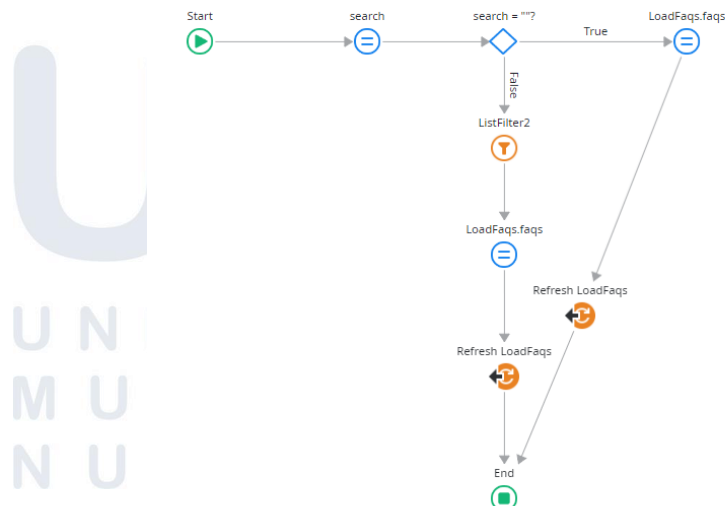 Start
search
search = ""?
LoadFaqs.faqs
True
False
ListFilter2
LoadFaqs.faqs
Refresh LoadFaqs
Refresh LoadFaqs
End
U
U N
M U
N U